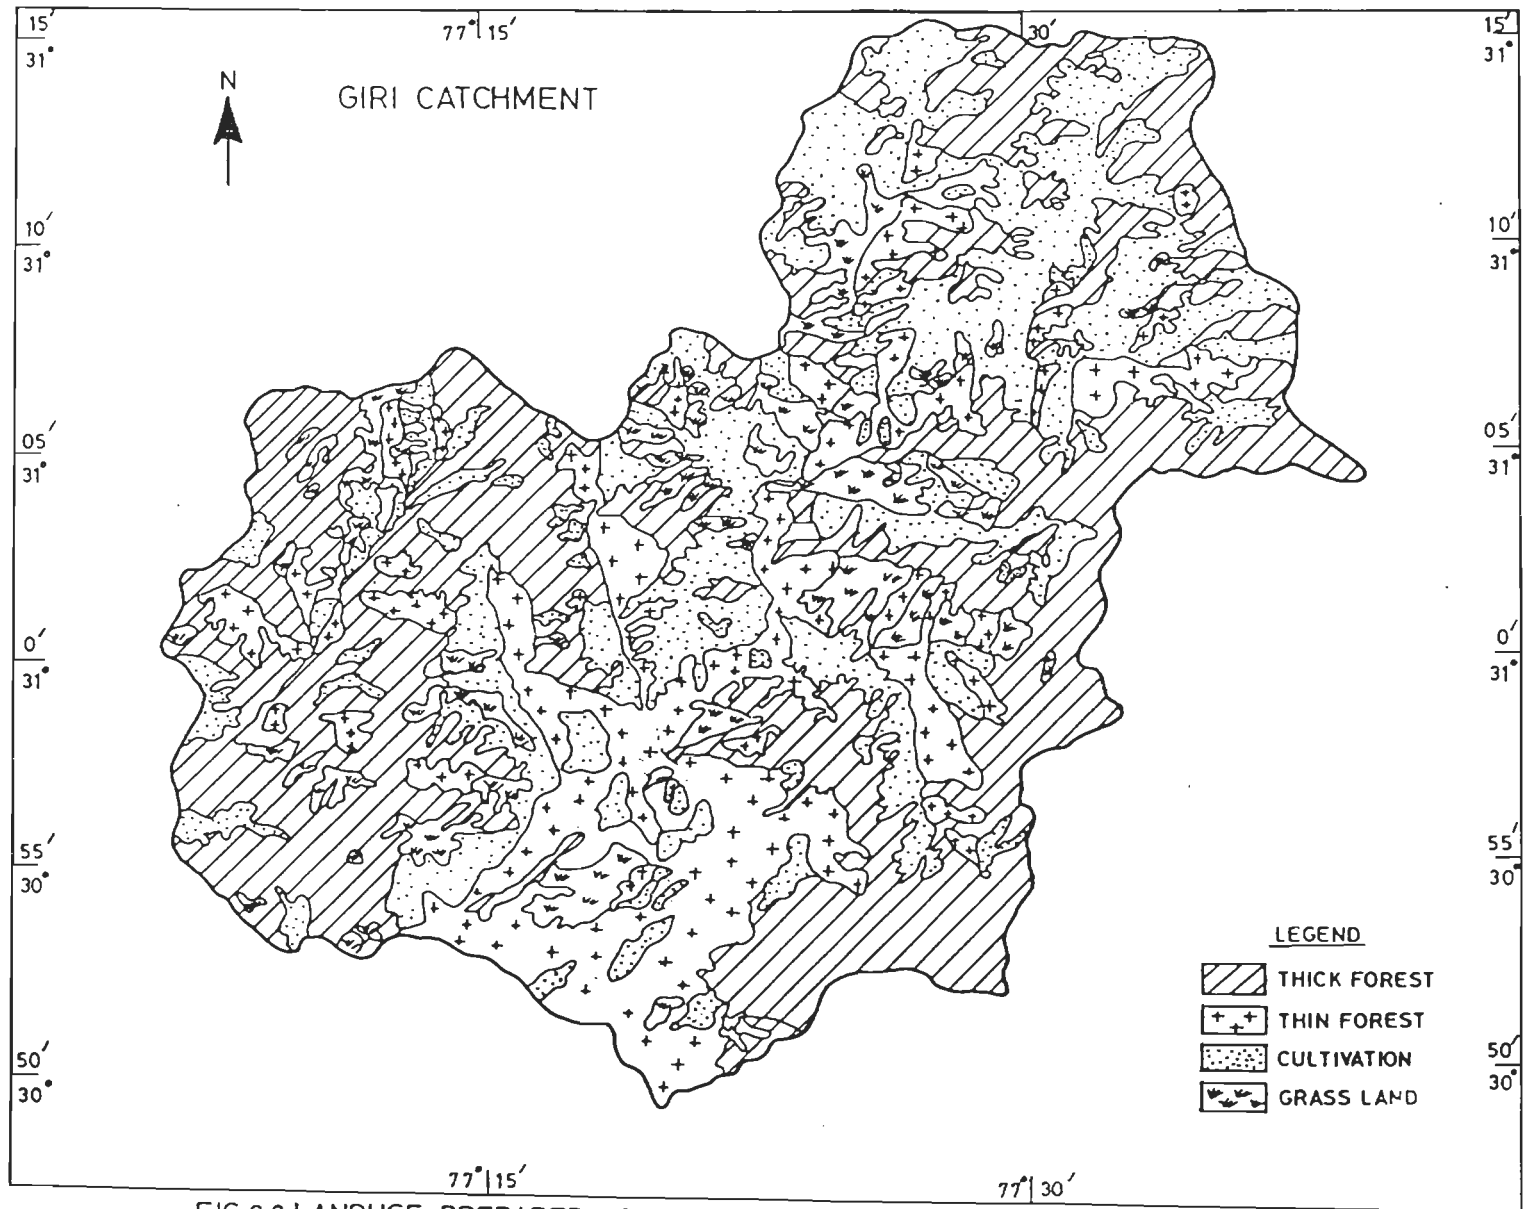 15′ 77° 15′ 30′ 15′
31° 31°
N
GIRI CATCHMENT
10′ 10′
31° 31°
05′ 05′
31° 31°
0′ 0′
31° 31°
55′ 55′
30° 30°
LEGEND
THICK FOREST
THIN FOREST
50′ CULTIVATION 50′
30° 30°
GRASS LAND
77° 15′ 77° 30′